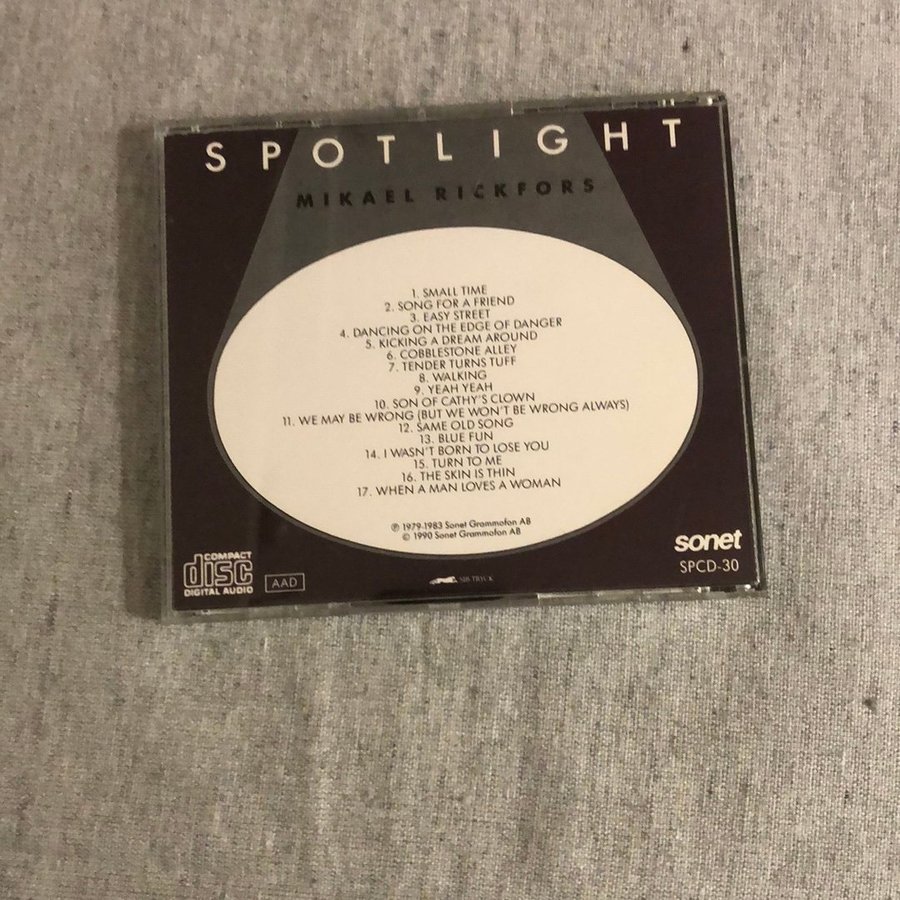 SPOTLIGHT
MIKAEL RICKFORS
1. SMALL TIME
2. SONG FOR A FRIEND
3. EASY STREET
4. DANCING ON THE EDGE OF DANGER
5. KICKING A DREAM AROUND
6. COBBLESTONE ALLEY
7. TENDER TURNS TUFF
8. WALKING
9. YEAH YEAH
10. SON OF CATHY'S CLOWN
11. WE MAY BE WRONG (BUT WE WON'T BE WRONG ALWAYS)
12. SAME OLD SONG
13. BLUE FUN
14. I WASN'T BORN TO LOSE YOU
15. TURN TO ME
16. THE SKIN IS THIN
17. WHEN A MAN LOVES A WOMAN
℗ 1979-1983 Sonet Grammofon AB
© 1990 Sonet Grammofon AB
COMPACT
disc
DIGITAL AUDIO
AAD
sonet
SPCD-30